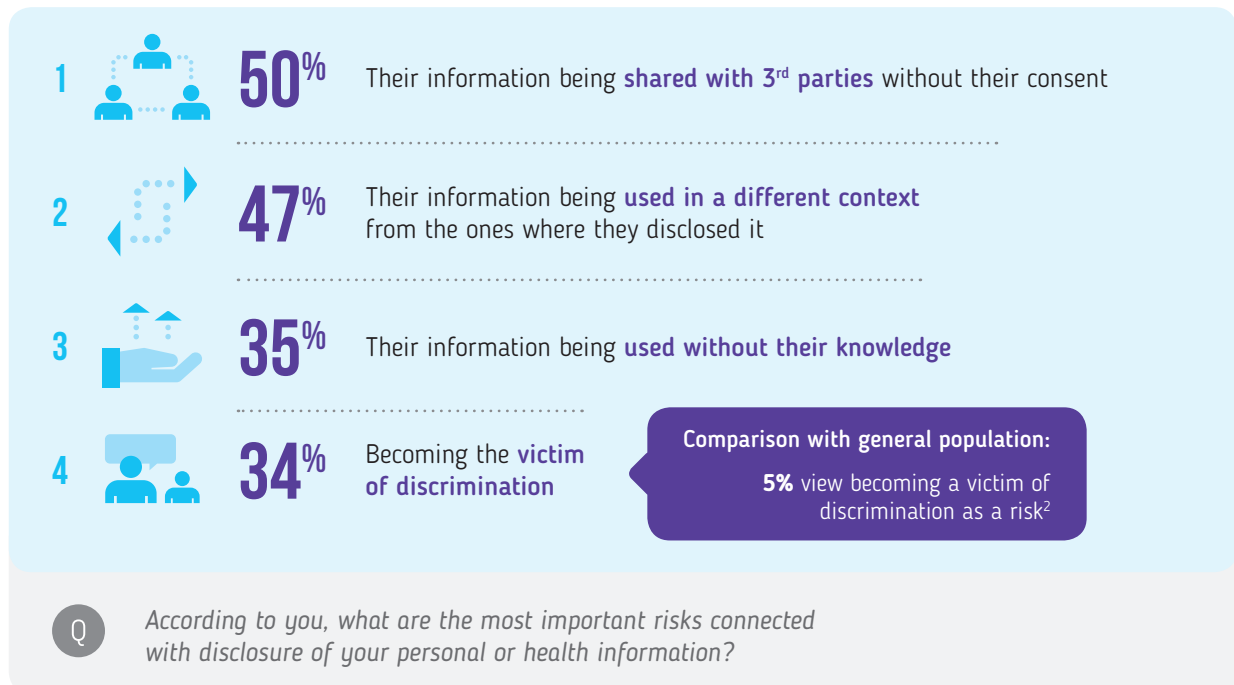 1
50%
Their information being shared with 3rd parties without their consent
2
47%
Their information being used in a different context
from the ones where they disclosed it
3
35%
Their information being used without their knowledge
4
34%
Becoming the victim
of discrimination
Comparison with general population:
5% view becoming a victim of
discrimination as a risk2
Q
According to you, what are the most important risks connected
with disclosure of your personal or health information?